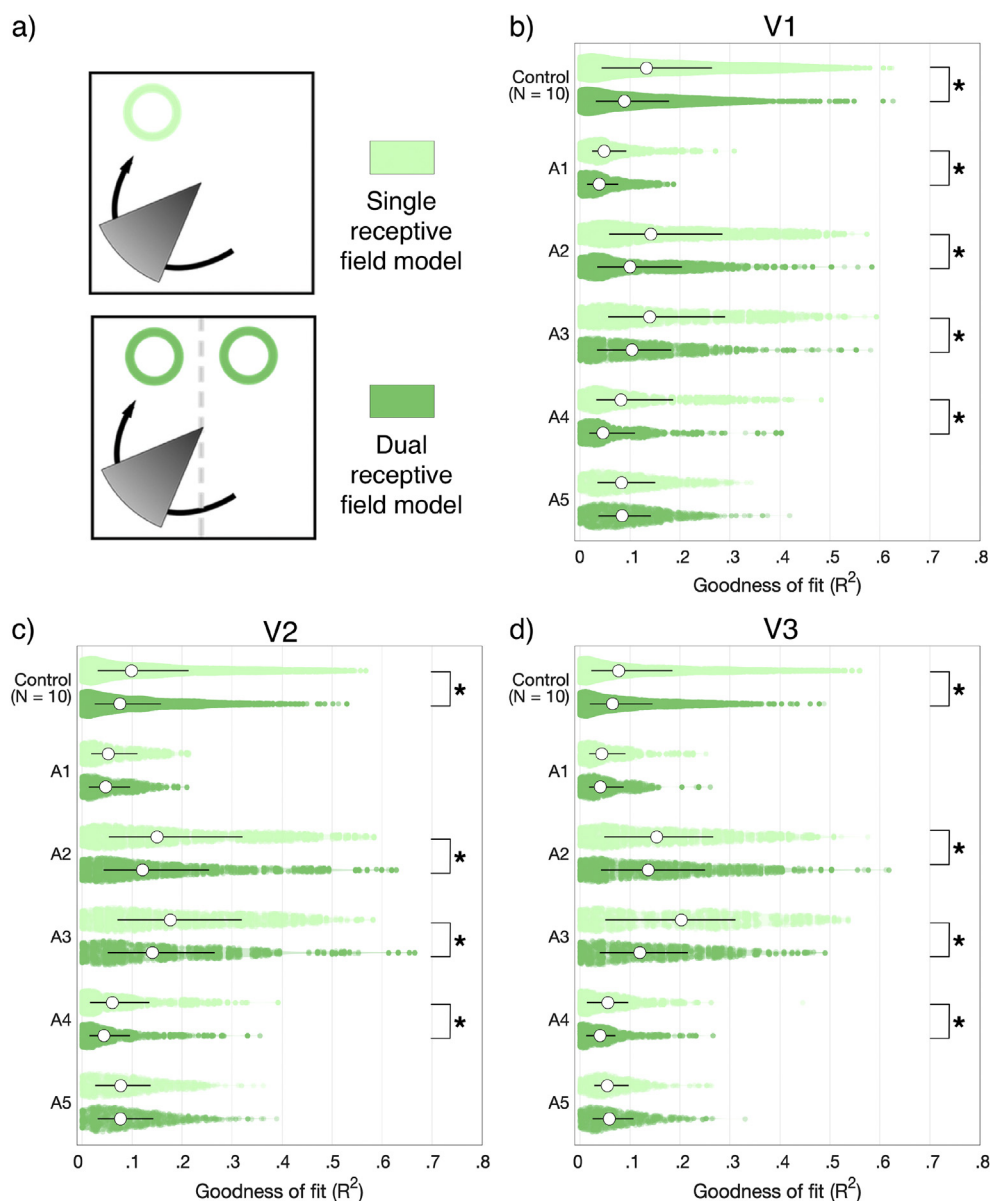 a)
Single
receptive
field model
Dual
receptive
field model
b)
V1
Control
(N = 10)
*
A1
*
A2
*
A3
*
A4
*
A5
0 .1 .2 .3 .4 .5 .6 .7 .8
Goodness of fit (R²)
c)
V2
Control
(N = 10)
*
A1
A2
*
A3
*
A4
*
A5
0 .1 .2 .3 .4 .5 .6 .7 .8
Goodness of fit (R²)
d)
V3
Control
(N = 10)
*
A1
A2
*
A3
*
A4
*
A5
0 .1 .2 .3 .4 .5 .6 .7 .8
Goodness of fit (R²)